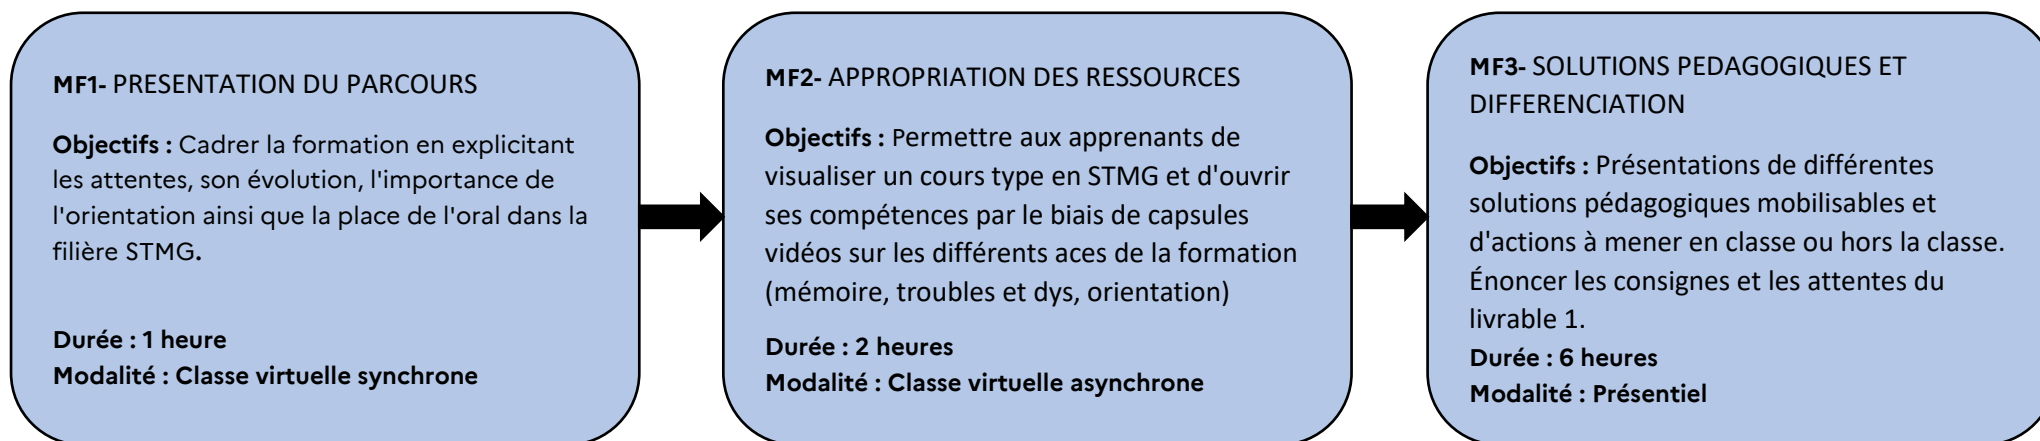 MF1- PRESENTATION DU PARCOURS
Objectifs : Cadrer la formation en explicitant
les attentes, son évolution, l'importance de
l'orientation ainsi que la place de l'oral dans la
filière STMG.
Durée : 1 heure
Modalité : Classe virtuelle synchrone
MF2- APPROPRIATION DES RESSOURCES
Objectifs : Permettre aux apprenants de
visualiser un cours type en STMG et d'ouvrir
ses compétences par le biais de capsules
vidéos sur les différents aces de la formation
(mémoire, troubles et dys, orientation)
Durée : 2 heures
Modalité : Classe virtuelle asynchrone
MF3- SOLUTIONS PEDAGOGIQUES ET
DIFFERENCIATION
Objectifs : Présentations de différentes
solutions pédagogiques mobilisables et
d'actions à mener en classe ou hors la classe.
Énoncer les consignes et les attentes du
livrable 1.
Durée : 6 heures
Modalité : Présentiel